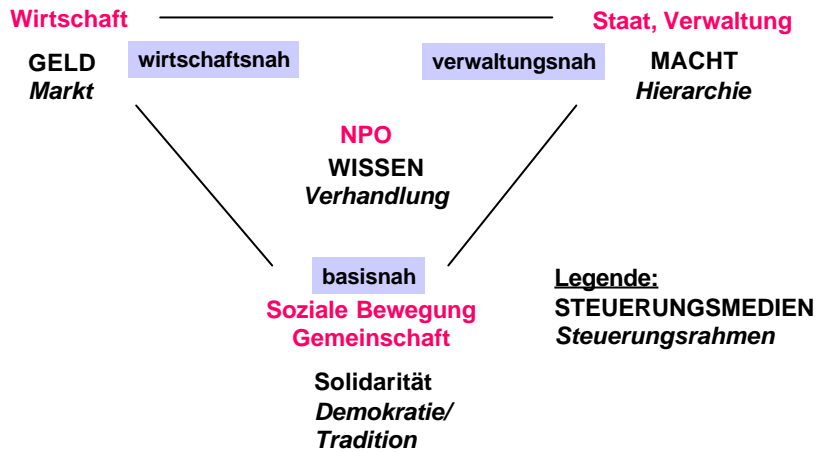 Wirtschaft
Staat, Verwaltung
GELD
Markt
wirtschaftsnah
verwaltungsnah
MACHT
Hierarchie
NPO
WISSEN
Verhandlung
basisnah
Soziale Bewegung
Gemeinschaft
Solidarität
Demokratie/
Tradition
Legende:
STEUERUNGSMEDIEN
Steuerungsrahmen